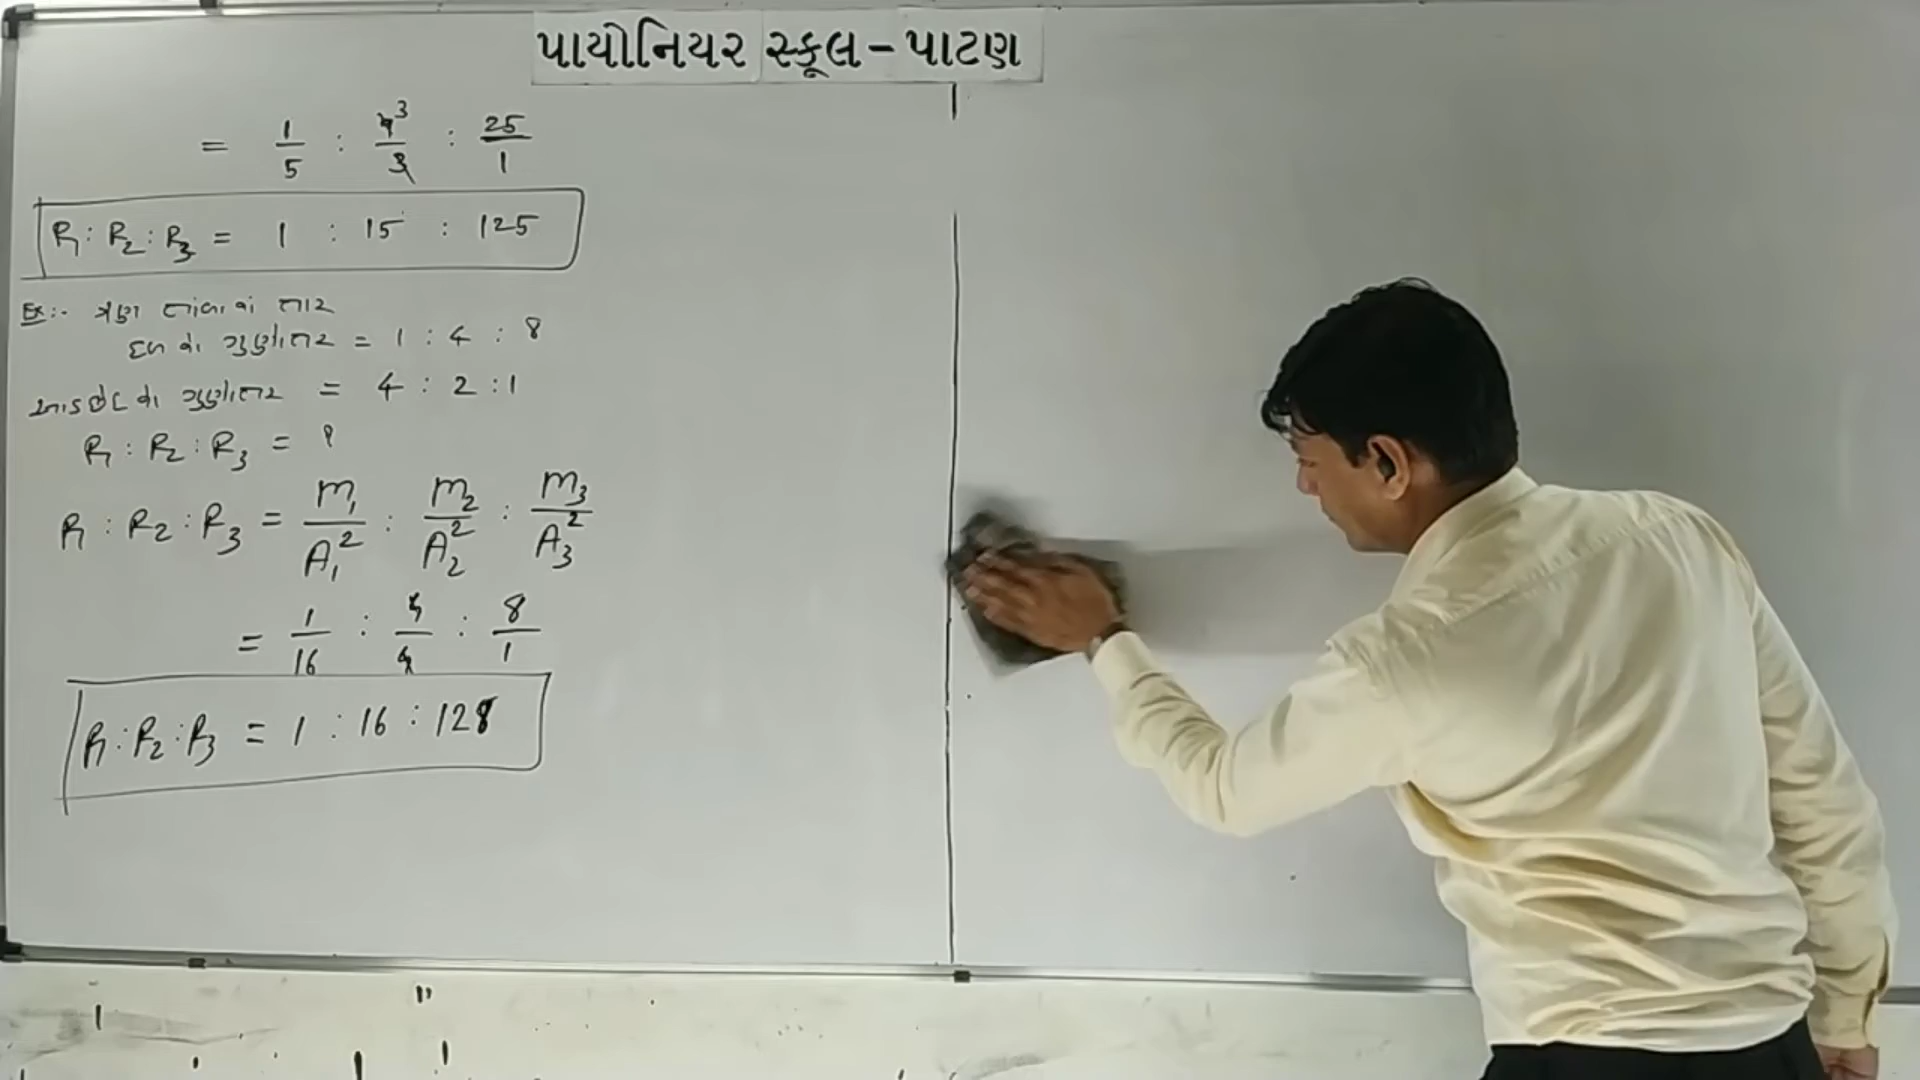 પાયોનિયર સ્કૂલ - પાટણ
= 1/5 : 9³/3 : 25/1
R₁ : R₂ : R₃ = 1 : 15 : 125
Ex:- ત્રણ તાંબાના તાર
દળનો ગુણોત્તર = 1 : 4 : 8
આડછેદનો ગુણોત્તર = 4 : 2 : 1
R₁ : R₂ : R₃ = ?
R₁ : R₂ : R₃ = m₁/A₁² : m₂/A₂² : m₃/A₃²
= 1/16 : 4/4 : 8/1
R₁ : R₂ : R₃ = 1 : 16 : 128